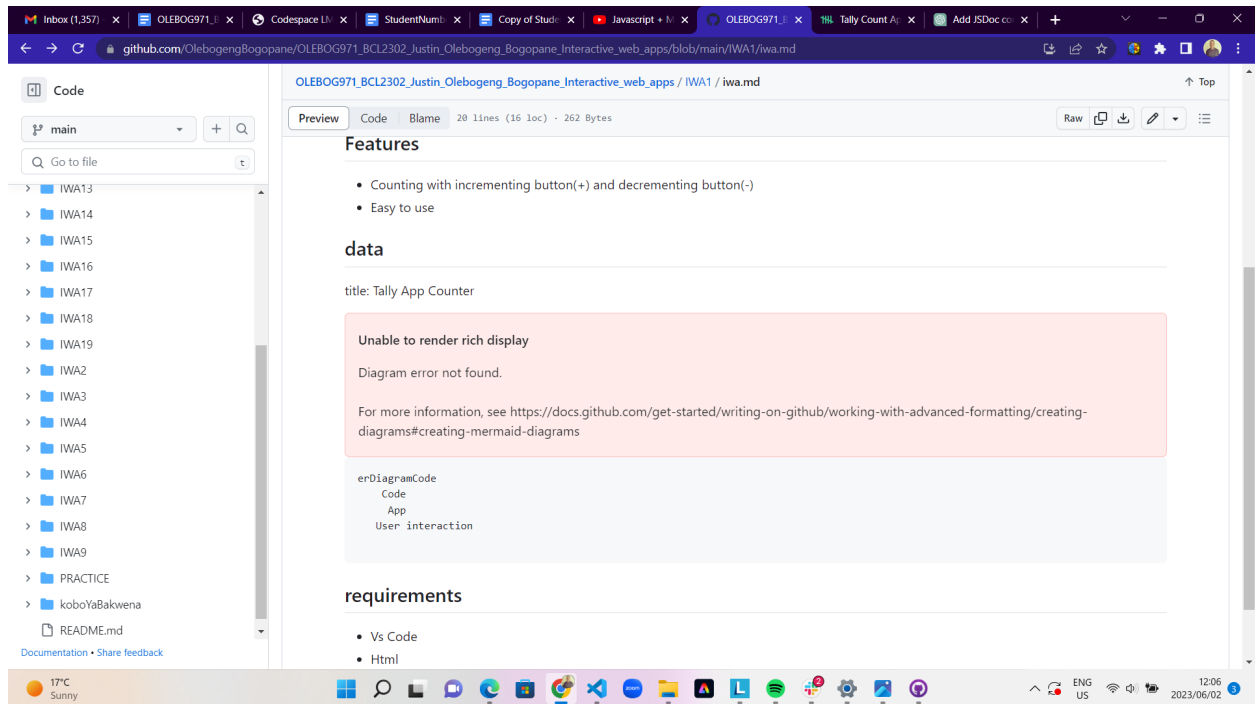 Inbox (1,357)
OLEBOG971_B
Codespace LM
StudentNumb
Copy of Stude
Javascript + M
OLEBOG971_B
Tally Count Ap
Add JSDoc co
github.com/OlebogengBogopane/OLEBOG971_BCL2302_Justin_Olebogeng_Bogopane_Interactive_web_apps/blob/main/IWA1/iwa.md
Code
main
Go to file
t
IWA13
IWA14
IWA15
IWA16
IWA17
IWA18
IWA19
IWA2
IWA3
IWA4
IWA5
IWA6
IWA7
IWA8
IWA9
PRACTICE
koboYaBakwena
README.md
Documentation • Share feedback
OLEBOG971_BCL2302_Justin_Olebogeng_Bogopane_Interactive_web_apps / IWA1 / iwa.md
Top
Preview Code Blame 20 lines (16 loc) · 262 Bytes
Raw
Features
• Counting with incrementing button(+) and decrementing button(-)
• Easy to use
data
title: Tally App Counter
Unable to render rich display
Diagram error not found.
For more information, see https://docs.github.com/get-started/writing-on-github/working-with-advanced-formatting/creating-
diagrams#creating-mermaid-diagrams
erDiagramCode
Code
App
User interaction
requirements
• Vs Code
• Html
17°C
Sunny
zoom
L
2
ENG
US
12:06
2023/06/02
3